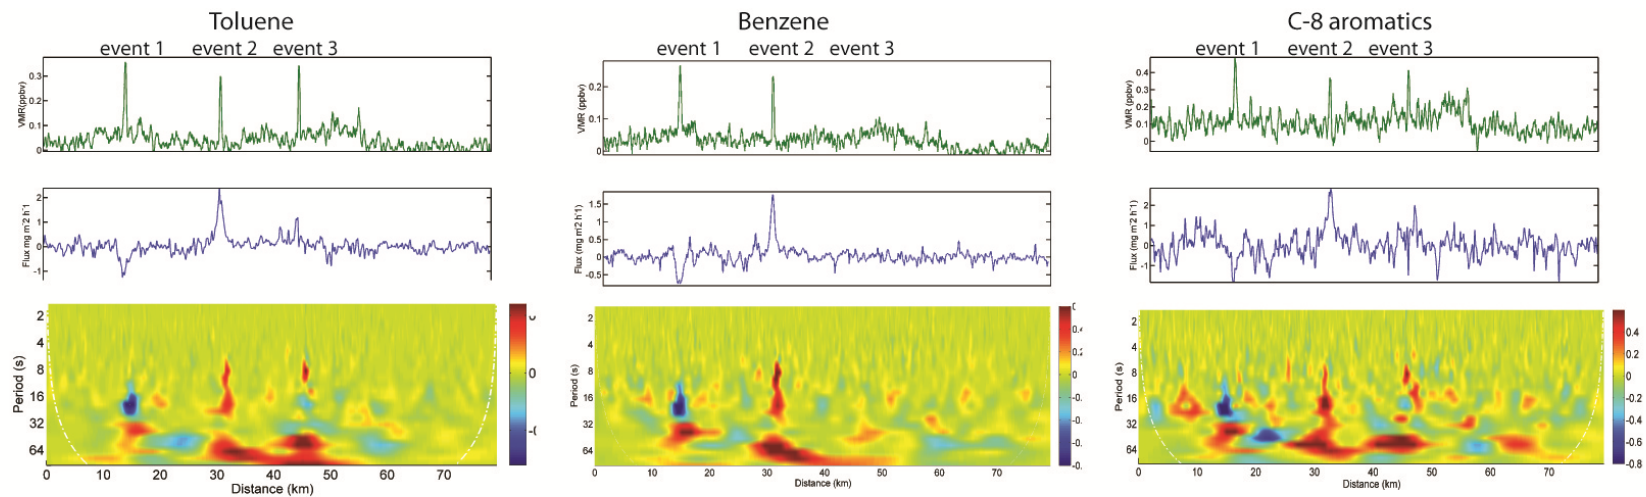 Toluene
event 1 event 2 event 3
VMR(ppbv)
0.3
0.2
0.1
0
Flux mg m2 h-1)
2
1
0
-1
Period (s)
2
4
8
16
32
64
0 10 20 30 40 50 60 70
Distance (km)
0
Benzene
event 1 event 2 event 3
VMR (ppbv)
0.2
0.1
0
Flux (mg m2 h-1)
1.5
1
0.5
0
-0.5
Period (s)
2
4
8
16
32
64
0 10 20 30 40 50 60 70
Distance (km)
0.2
0
C-8 aromatics
event 1 event 2 event 3
VMR (ppbv)
0.4
0.3
0.2
0.1
0
Flux (mg m2 h-1)
2
1
0
-1
Period (s)
2
4
8
16
32
64
10 20 30 40 50 60 70
Distance (km)
0.4
0.2
0
-0.2
-0.4
-0.6
-0.8